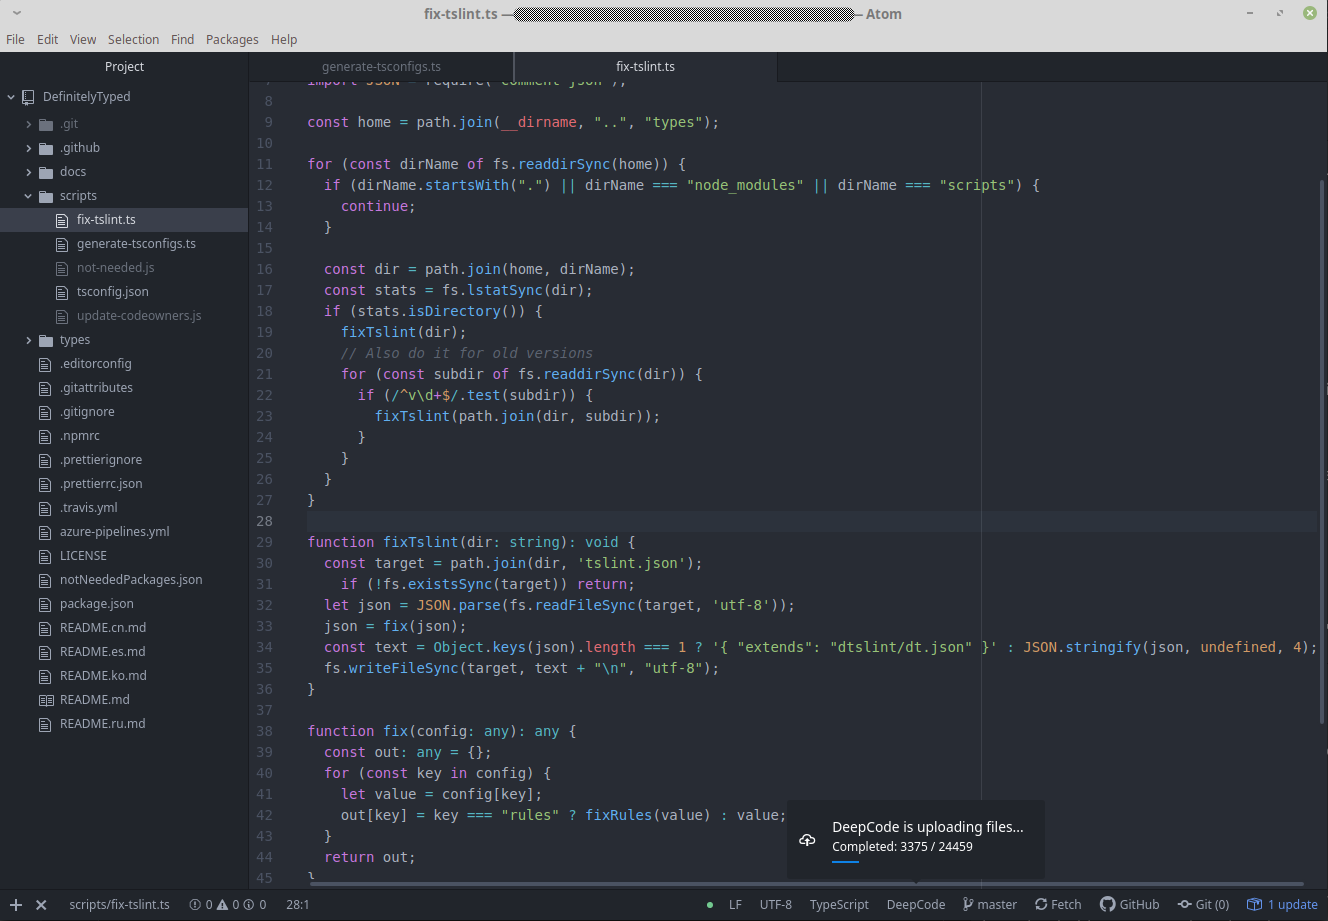 fix-tslint.ts — — Atom
File Edit View Selection Find Packages Help
Project
DefinitelyTyped
.git
.github
docs
scripts
fix-tslint.ts
generate-tsconfigs.ts
not-needed.js
tsconfig.json
update-codeowners.js
types
.editorconfig
.gitattributes
.gitignore
.npmrc
.prettierignore
.prettierrc.json
.travis.yml
azure-pipelines.yml
LICENSE
notNeededPackages.json
package.json
README.cn.md
README.es.md
README.ko.md
README.md
README.ru.md
generate-tsconfigs.ts fix-tslint.ts
8
9 const home = path.join(__dirname, "..", "types");
10
11 for (const dirName of fs.readdirSync(home)) {
12 if (dirName.startsWith(".") || dirName === "node_modules" || dirName === "scripts") {
13 continue;
14 }
15
16 const dir = path.join(home, dirName);
17 const stats = fs.lstatSync(dir);
18 if (stats.isDirectory()) {
19 fixTslint(dir);
20 // Also do it for old versions
21 for (const subdir of fs.readdirSync(dir)) {
22 if (/^v\d+$/.test(subdir)) {
23 fixTslint(path.join(dir, subdir));
24 }
25 }
26 }
27 }
28
29 function fixTslint(dir: string): void {
30 const target = path.join(dir, 'tslint.json');
31 if (!fs.existsSync(target)) return;
32 let json = JSON.parse(fs.readFileSync(target, 'utf-8'));
33 json = fix(json);
34 const text = Object.keys(json).length === 1 ? '{ "extends": "dtslint/dt.json" }' : JSON.stringify(json, undefined, 4);
35 fs.writeFileSync(target, text + "\n", "utf-8");
36 }
37
38 function fix(config: any): any {
39 const out: any = {};
40 for (const key in config) {
41 let value = config[key];
42 out[key] = key === "rules" ? fixRules(value) : value;
43 }
44 return out;
45 }
DeepCode is uploading files...
Completed: 3375 / 24459
scripts/fix-tslint.ts 0 0 0 28:1 LF UTF-8 TypeScript DeepCode master Fetch GitHub Git (0) 1 update